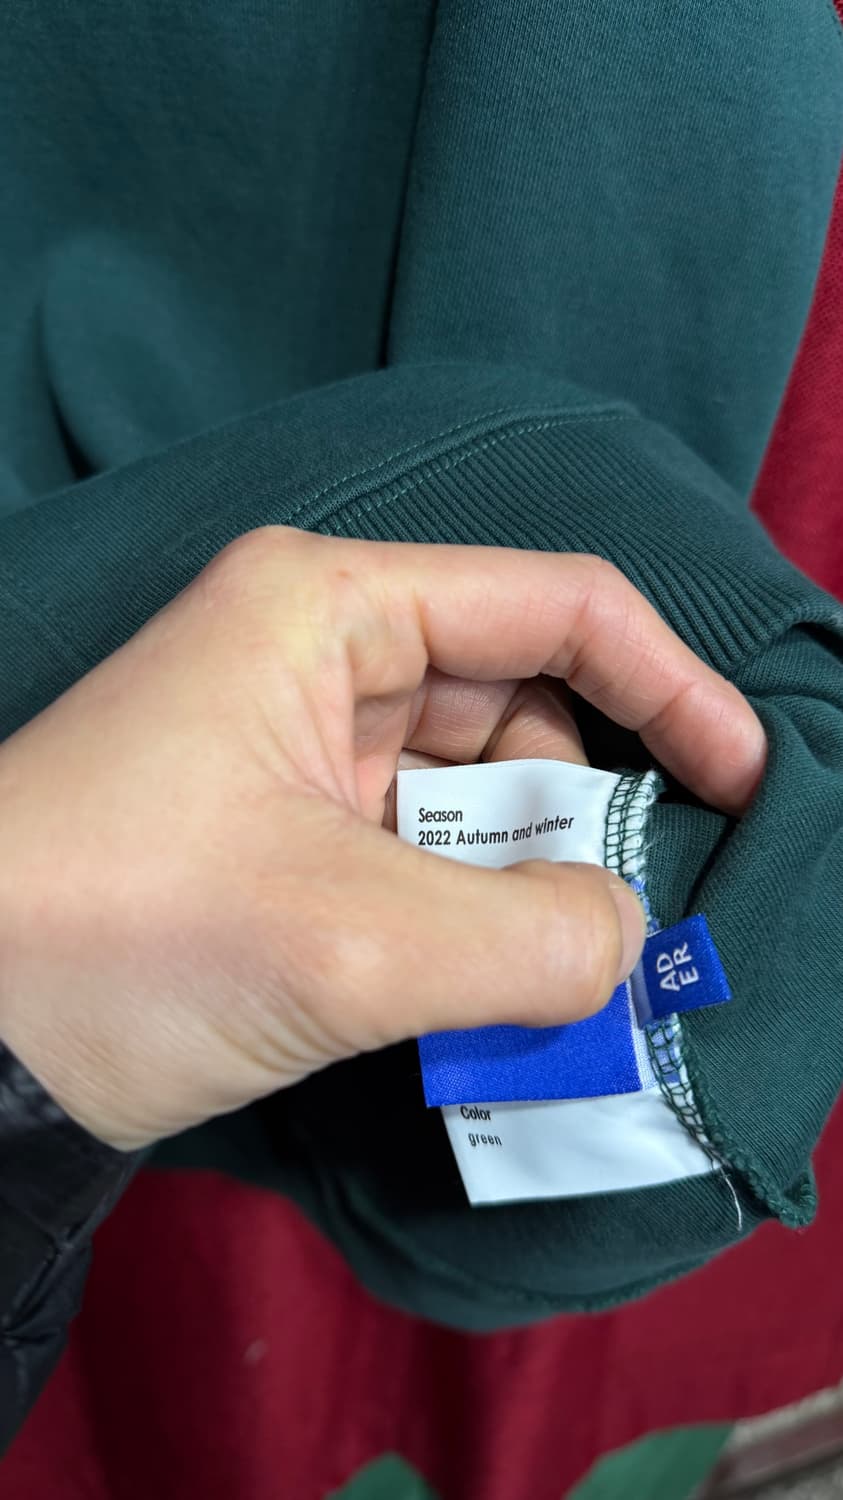 Season
2022 Autumn and winter
AD
ER
Color
green